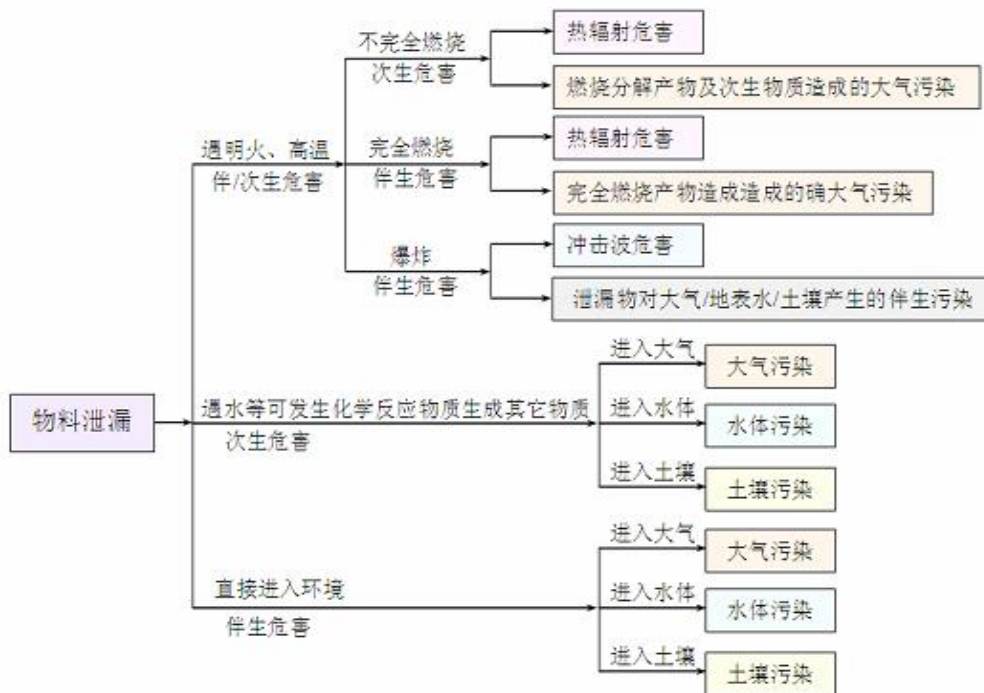 不完全燃烧
次生危害
热辐射危害
燃烧分解产物及次生物质造成的大气污染
遇明火、高温
伴/次生危害
完全燃烧
伴生危害
热辐射危害
完全燃烧产物造成造成的确大气污染
爆炸
伴生危害
冲击波危害
泄漏物对大气/地表水/土壤产生的伴生污染
物料泄漏
遇水等可发生化学反应物质生成其它物质
次生危害
进入大气
大气污染
进入水体
水体污染
进入土壤
土壤污染
直接进入环境
伴生危害
进入大气
大气污染
进入水体
水体污染
进入土壤
土壤污染